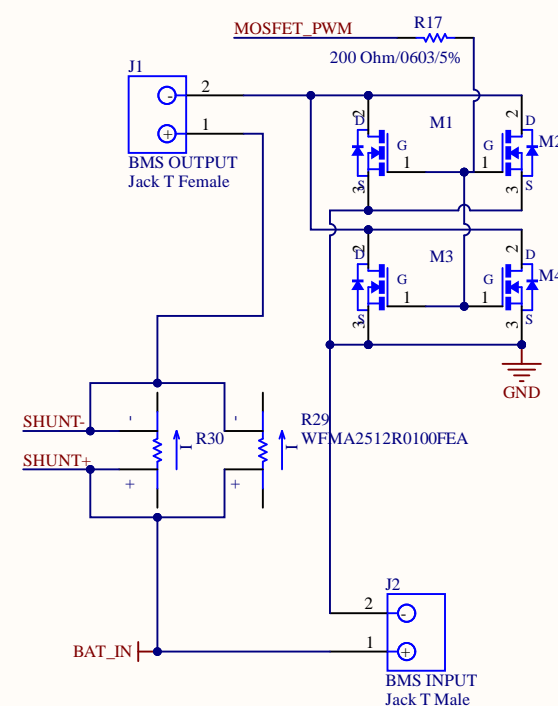 MOSFET_PWM
R17
200 Ohm/0603/5%
J1
2
-
1
+
BMS OUTPUT
Jack T Female
2
D
G
M1
1
S
3
2
D
G
M2
1
S
3
2
D
G
M3
1
S
3
2
D
G
M4
1
S
3
GND
SHUNT-
SHUNT+
-
+
R30
I
-
+
I
R29
WFMA2512R0100FEA
J2
2
-
1
+
BAT_IN
BMS INPUT
Jack T Male